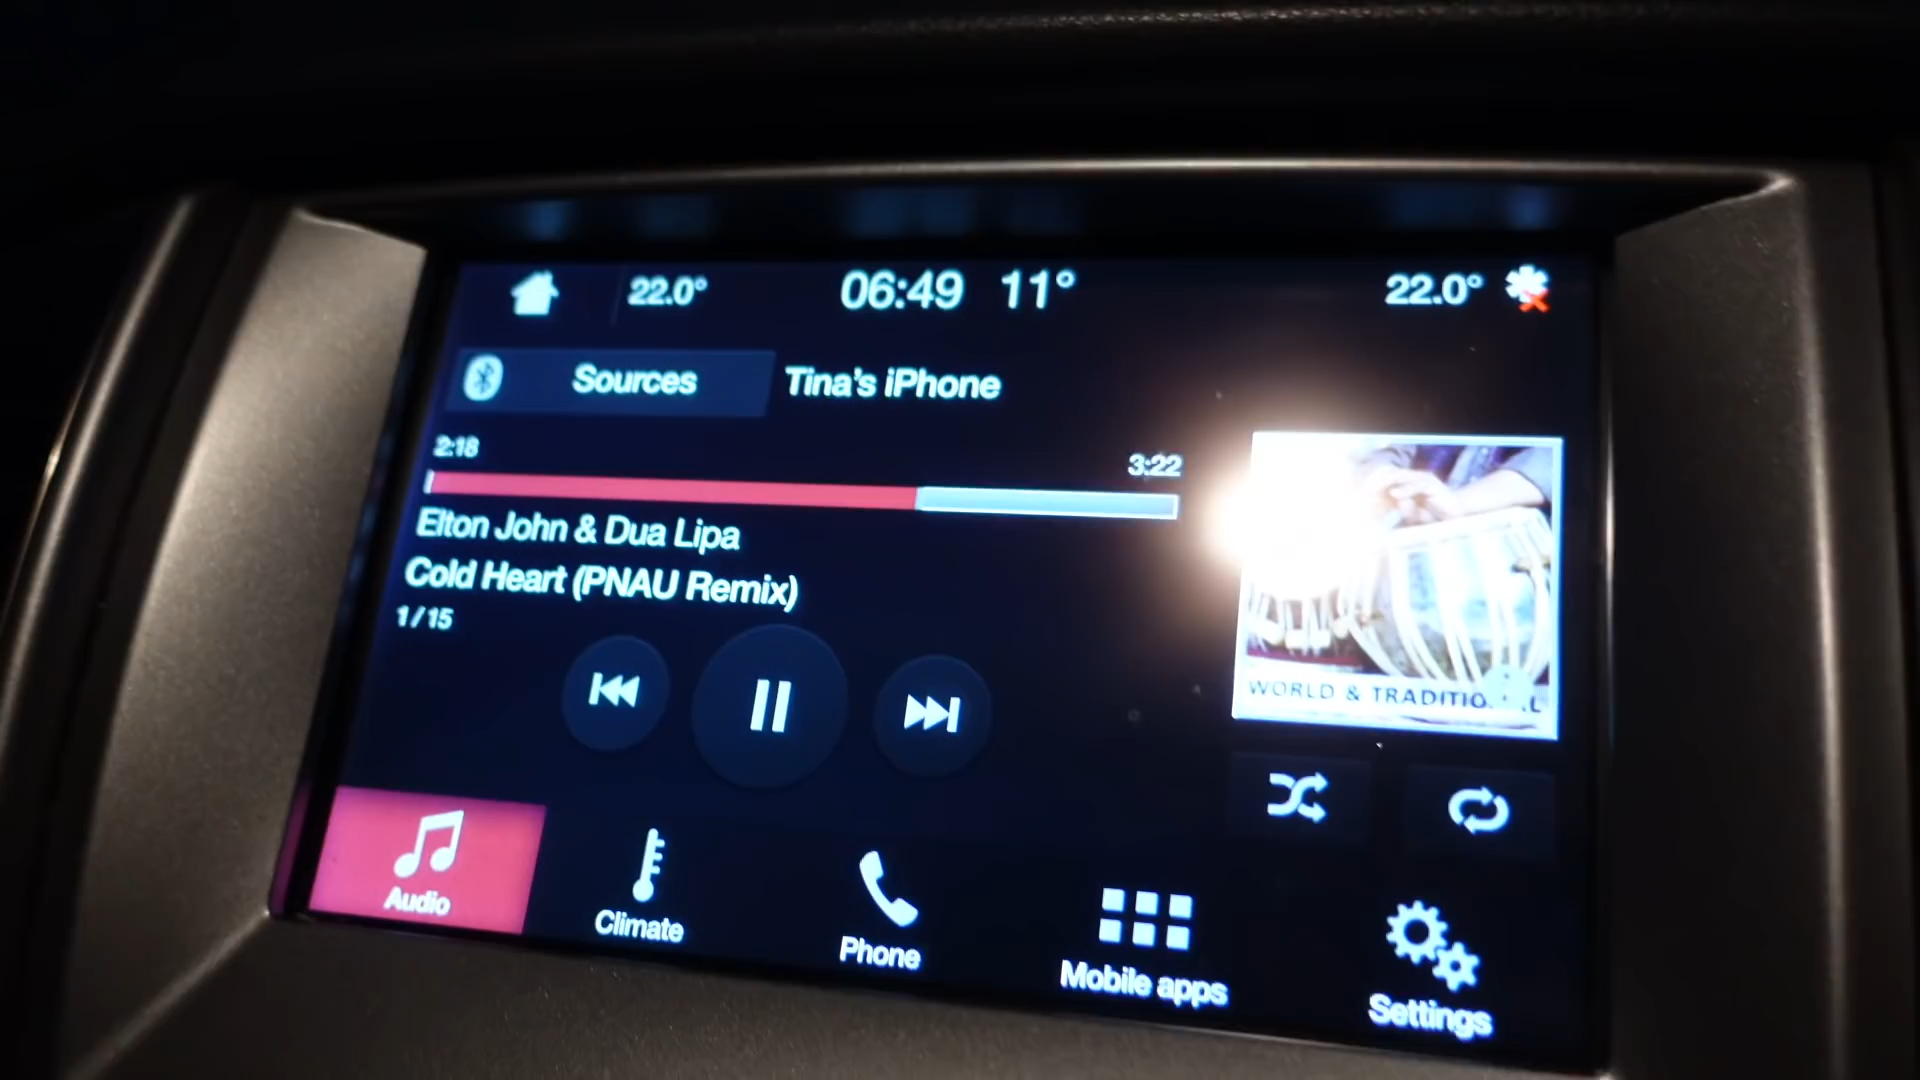 22.0° 06:49 11° 22.0°
Sources Tina's iPhone
2:18 3:22
Elton John & Dua Lipa
Cold Heart (PNAU Remix)
1/15
WORLD & TRADITIO
Audio
Climate
Phone
Mobile apps
Settings